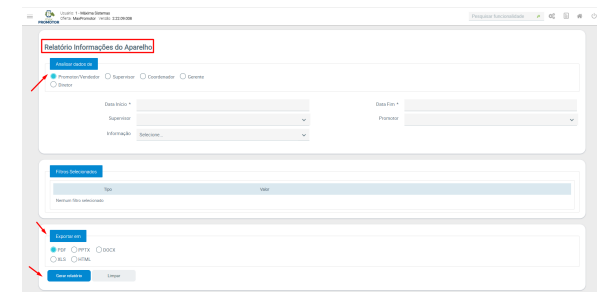 Usuário: 1 - Máxima Sistemas
Oferta: MaxPromotor Versão: 3.22.09.008
PROMOTOR
Pesquisar funcionalidade
Relatório Informações do Aparelho
Analisar dados de
Promotor/Vendedor Supervisor Coordenador Gerente
Diretor
Data Início * Data Fim *
Supervisor Promotor
Informação Selecione...
Filtros Selecionados
Tipo Valor
Nenhum filtro selecionado
Exportar em
PDF PPTX DOCX
XLS HTML
Gerar relatório Limpar